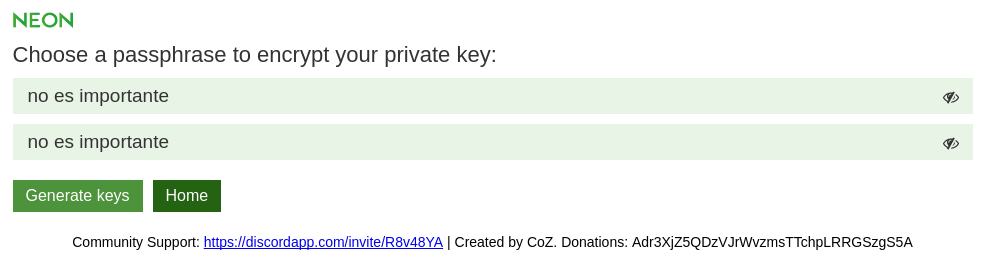 NEON
Choose a passphrase to encrypt your private key:
no es importante
no es importante
Generate keys Home
Community Support: https://discordapp.com/invite/R8v48YA | Created by CoZ. Donations: Adr3XjZ5QDzVJrWvzmsTTchpLRRGSzgS5A